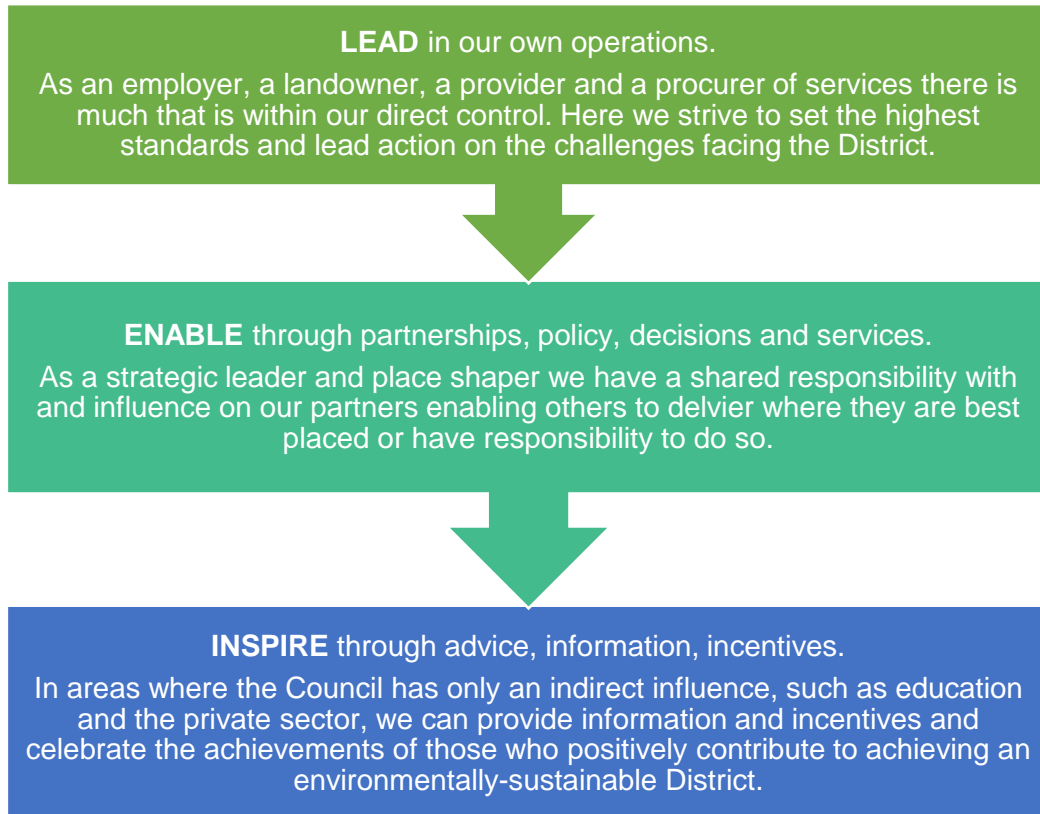 LEAD in our own operations.
As an employer, a landowner, a provider and a procurer of services there is
much that is within our direct control. Here we strive to set the highest
standards and lead action on the challenges facing the District.
ENABLE through partnerships, policy, decisions and services.
As a strategic leader and place shaper we have a shared responsibility with
and influence on our partners enabling others to delvier where they are best
placed or have responsibility to do so.
INSPIRE through advice, information, incentives.
In areas where the Council has only an indirect influence, such as education
and the private sector, we can provide information and incentives and
celebrate the achievements of those who positively contribute to achieving an
environmentally-sustainable District.